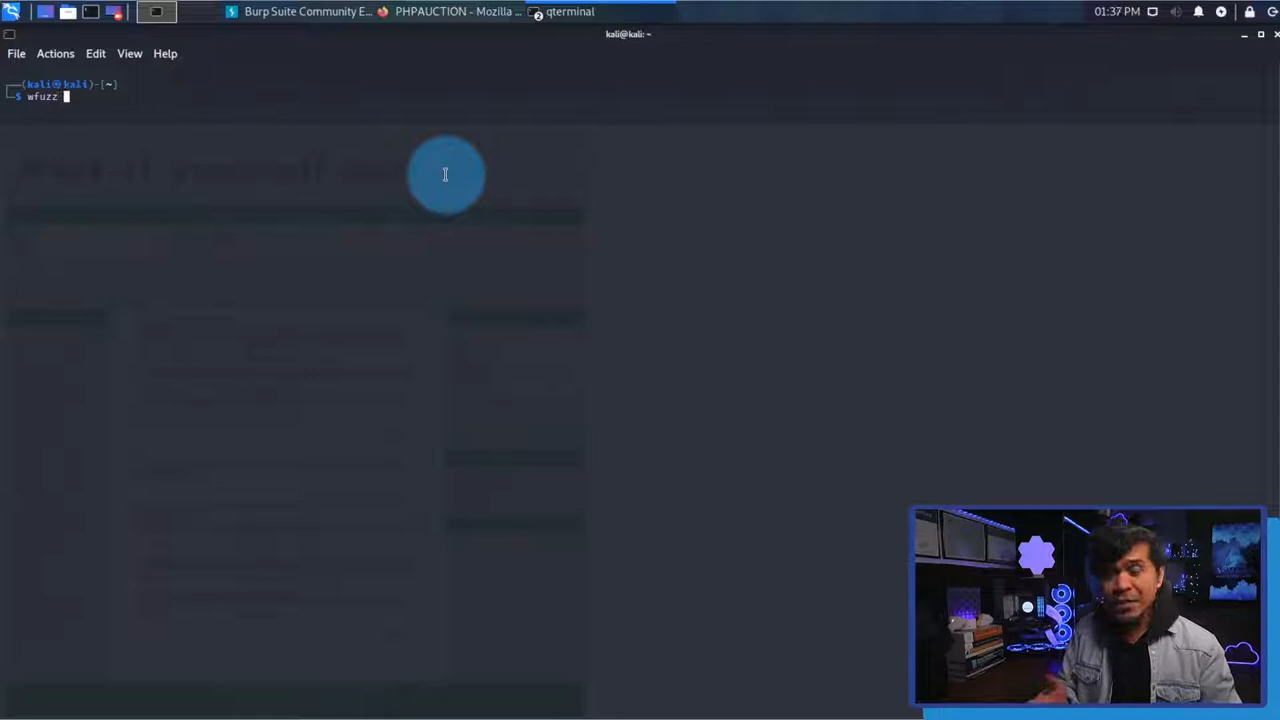 Burp Suite Community E... PHPAUCTION - Mozilla ... 2 qterminal 01:37 PM
kali@kali: ~
File Actions Edit View Help
┌──(kali㉿kali)-[~]
└─$ wfuzz